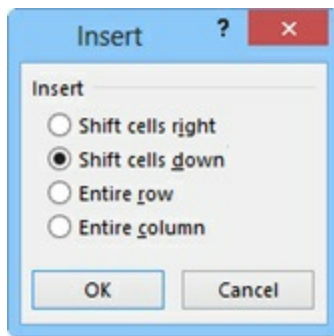 Insert ?
Insert
Shift cells right
Shift cells down
Entire row
Entire column
OK Cancel